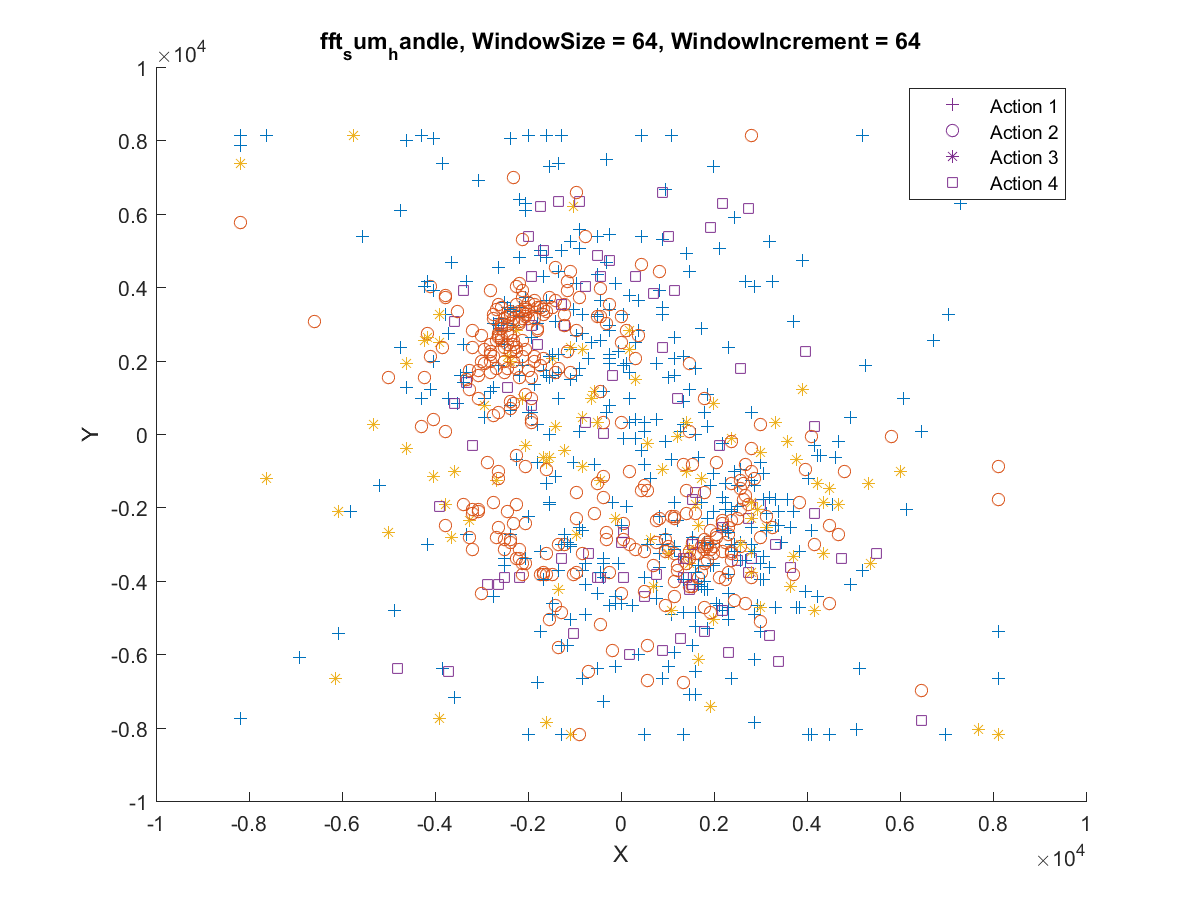 fft_sum_handle, WindowSize = 64, WindowIncrement = 64
×10^4
1
0.8
0.6
0.4
0.2
0
-0.2
-0.4
-0.6
-0.8
-1
Y
Action 1
Action 2
Action 3
Action 4
-1 -0.8 -0.6 -0.4 -0.2 0 0.2 0.4 0.6 0.8 1
X
×10^4